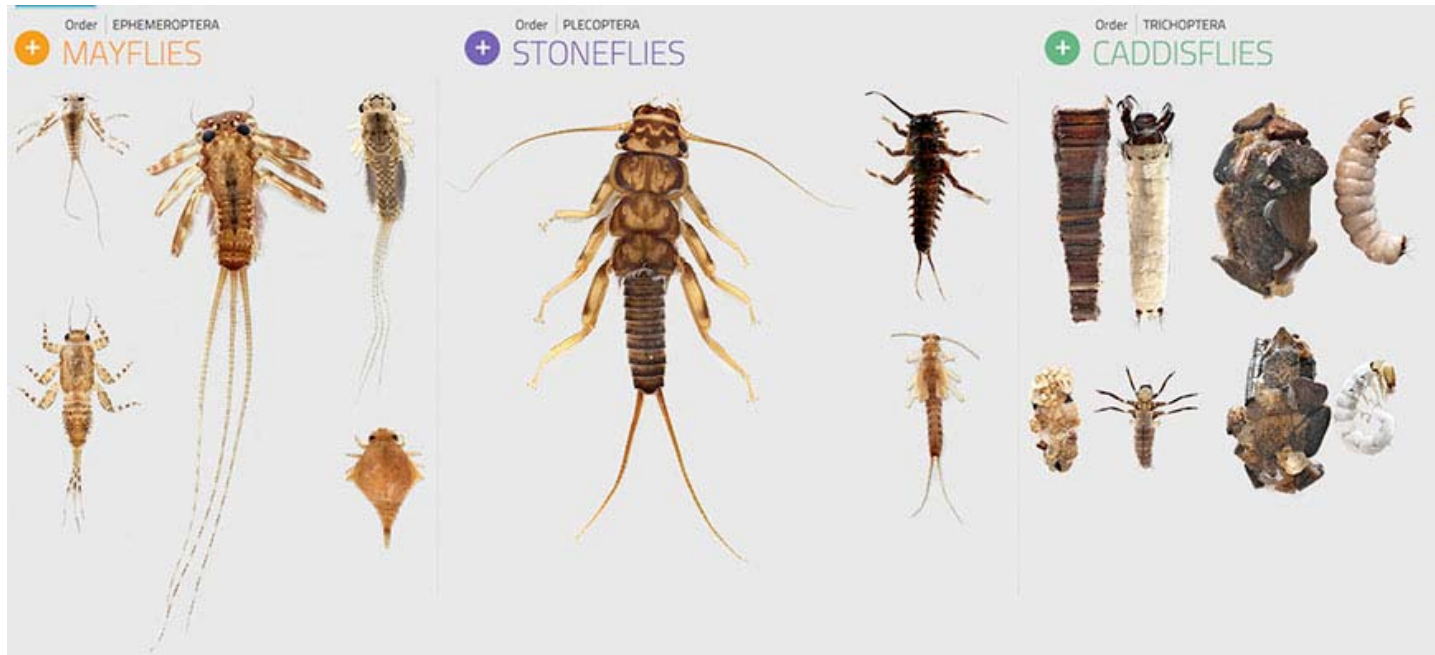 Order | EPHEMEROPTERA
MAYFLIES
Order | PLECOPTERA
STONEFLIES
Order | TRICHOPTERA
CADDISFLIES